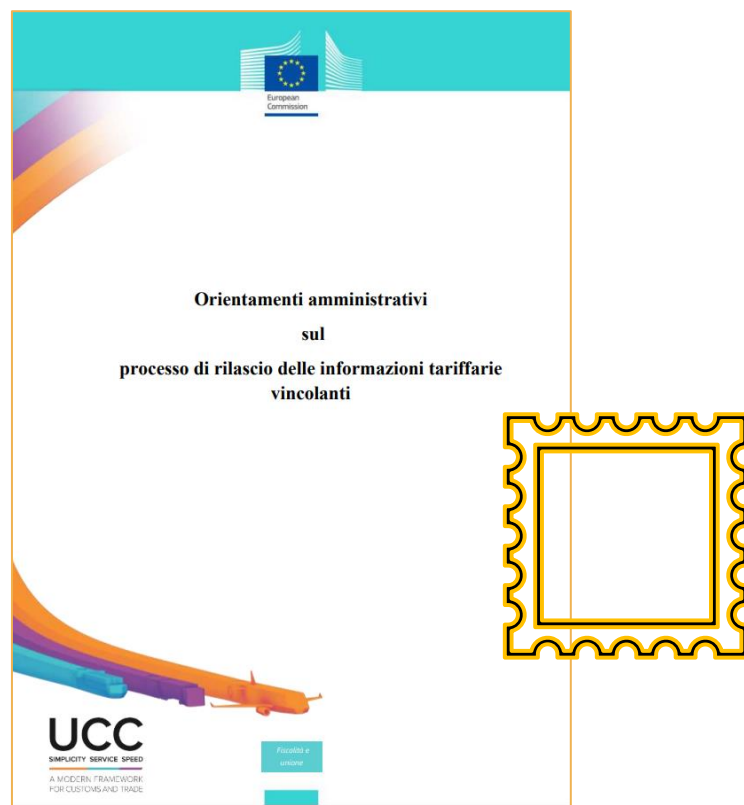 European
Commission
Orientamenti amministrativi
sul
processo di rilascio delle informazioni tariffarie
vincolanti
UCC
SIMPLICITY SERVICE SPEED
A MODERN FRAMEWORK
FOR CUSTOMS AND TRADE
Fiscalità e
unione